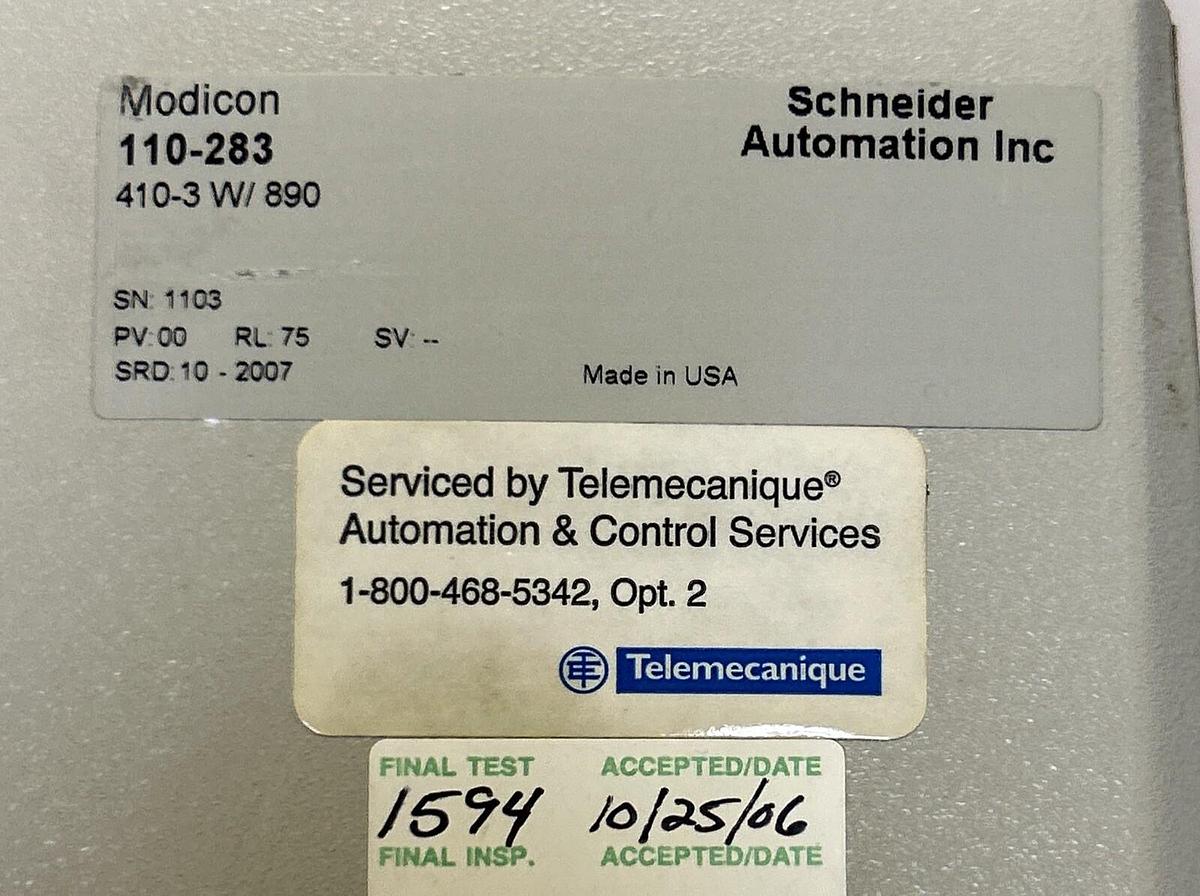 Modicon
110-283
410-3 W/ 890
Schneider
Automation Inc
SN: 1103
PV:00 RL: 75 SV: --
SRD: 10 - 2007 Made in USA
Serviced by Telemecanique®
Automation & Control Services
1-800-468-5342, Opt. 2
Telemecanique
FINAL TEST ACCEPTED/DATE
1594 10/25/06
FINAL INSP. ACCEPTED/DATE